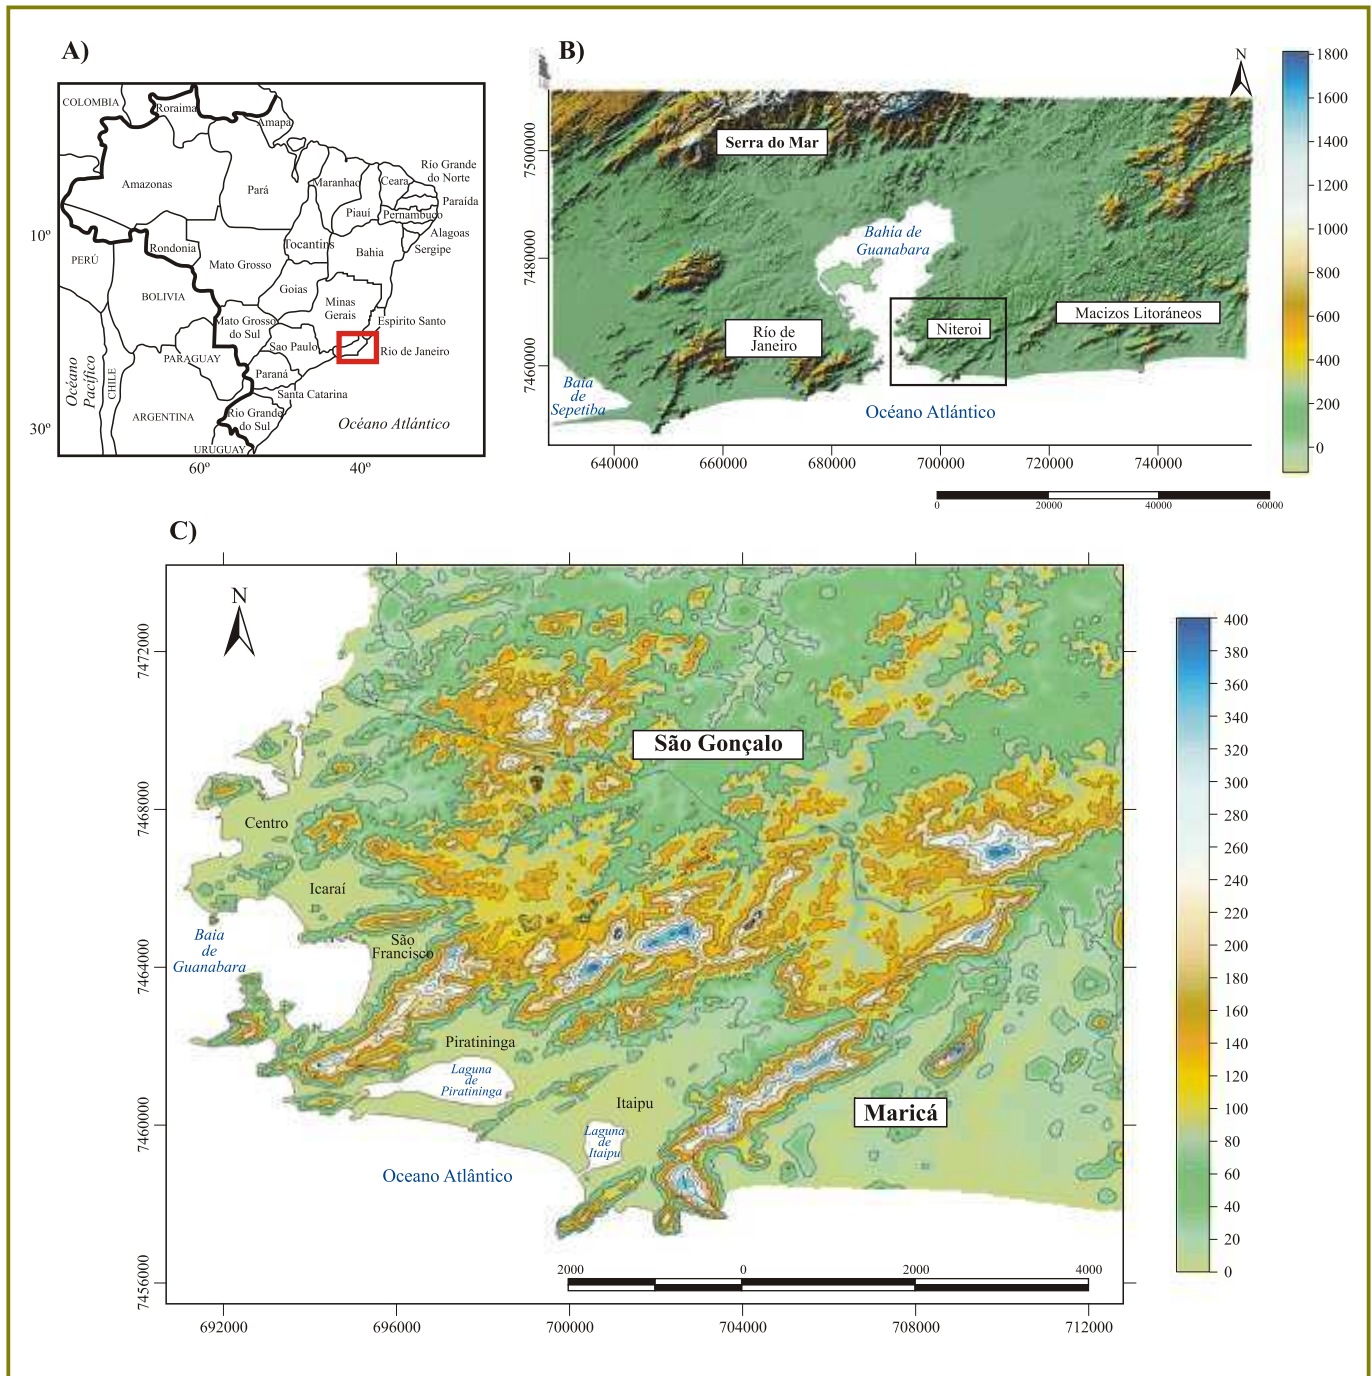 A)
COLOMBIA
Roraima
Amapa
Amazonas
Pará
Maranhao
Ceara
Río Grande
do Norte
Paraída
Piauí
Pernambuco
Alagoas
Sergipe
Tocantins
Bahia
Rondonia
Mato Grosso
PERÚ
BOLIVIA
Goias
Minas
Gerais
Espirito Santo
Mato Grosso
do Sul
Sao Paulo
Rio de Janeiro
PARAGUAY
Paraná
Santa Catarina
CHILE
Océano
Pacífico
ARGENTINA
Rio Grande
do Sul
Océano Atlántico
URUGUAY
10º
30º
60º
40º
B)
N
Serra do Mar
Bahía de
Guanabara
Río de
Janeiro
Niteroi
Macizos Litoráneos
Baía
de
Sepetiba
Océano Atlántico
7500000
7480000
7460000
640000
660000
680000
700000
720000
740000
0
20000
40000
60000
1800
1600
1400
1200
1000
800
600
400
200
0
C)
N
São Gonçalo
Centro
Icaraí
São
Francisco
Baia
de
Guanabara
Piratininga
Laguna
de
Piratininga
Itaipu
Laguna
de
Itaipu
Maricá
Oceano Atlântico
2000
0
2000
4000
7472000
7468000
7464000
7460000
7456000
692000
696000
700000
704000
708000
712000
400
380
360
340
320
300
280
260
240
220
200
180
160
140
120
100
80
60
40
20
0